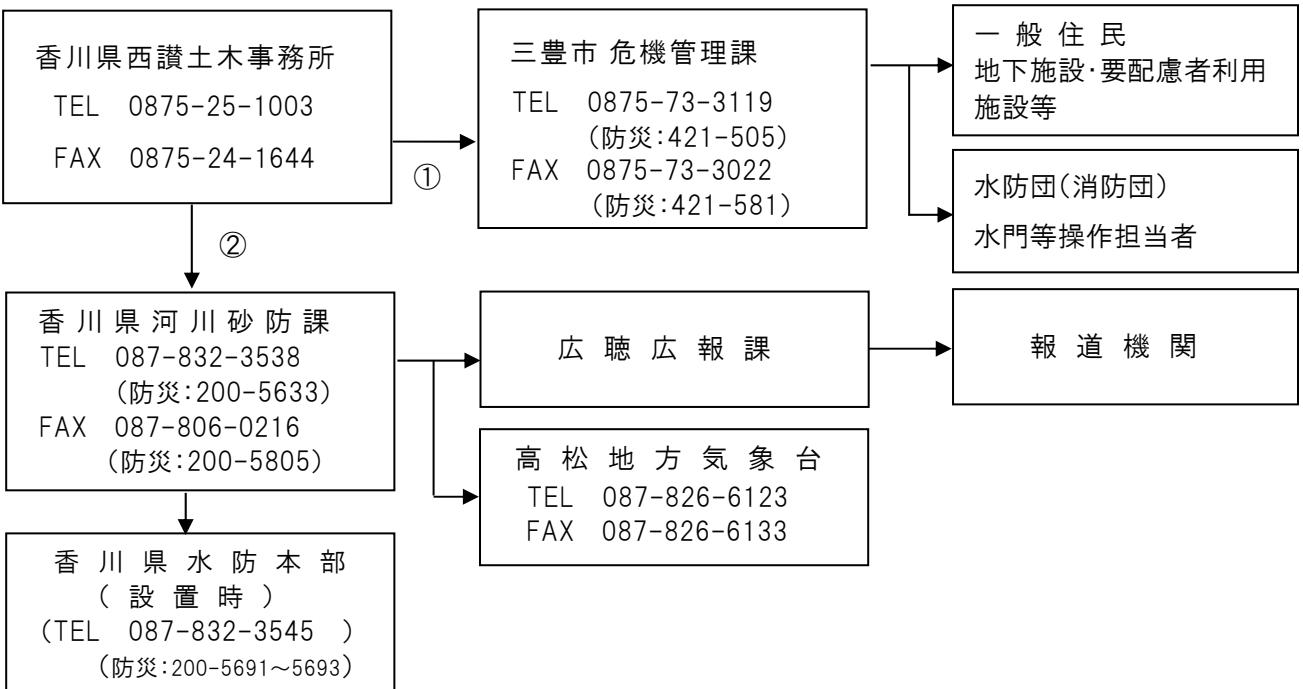 香川県西讃土木事務所
TEL 0875-25-1003
FAX 0875-24-1644
①
三豊市 危機管理課
TEL 0875-73-3119
(防災:421-505)
FAX 0875-73-3022
(防災:421-581)
一般住民
地下施設・要配慮者利用
施設等
水防団(消防団)
水門等操作担当者
②
香川県河川砂防課
TEL 087-832-3538
(防災:200-5633)
FAX 087-806-0216
(防災:200-5805)
広聴広報課
報道機関
高松地方気象台
TEL 087-826-6123
FAX 087-826-6133
香川県水防本部
(設置時)
(TEL 087-832-3545 )
(防災:200-5691～5693)